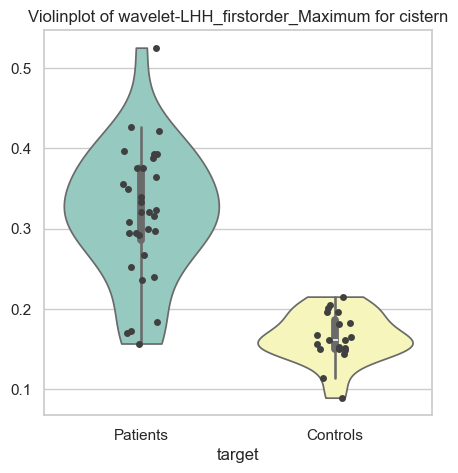 Violinplot of wavelet-LHH_firstorder_Maximum for cistern
0.5
0.4
0.3
0.2
0.1
Patients
Controls
target